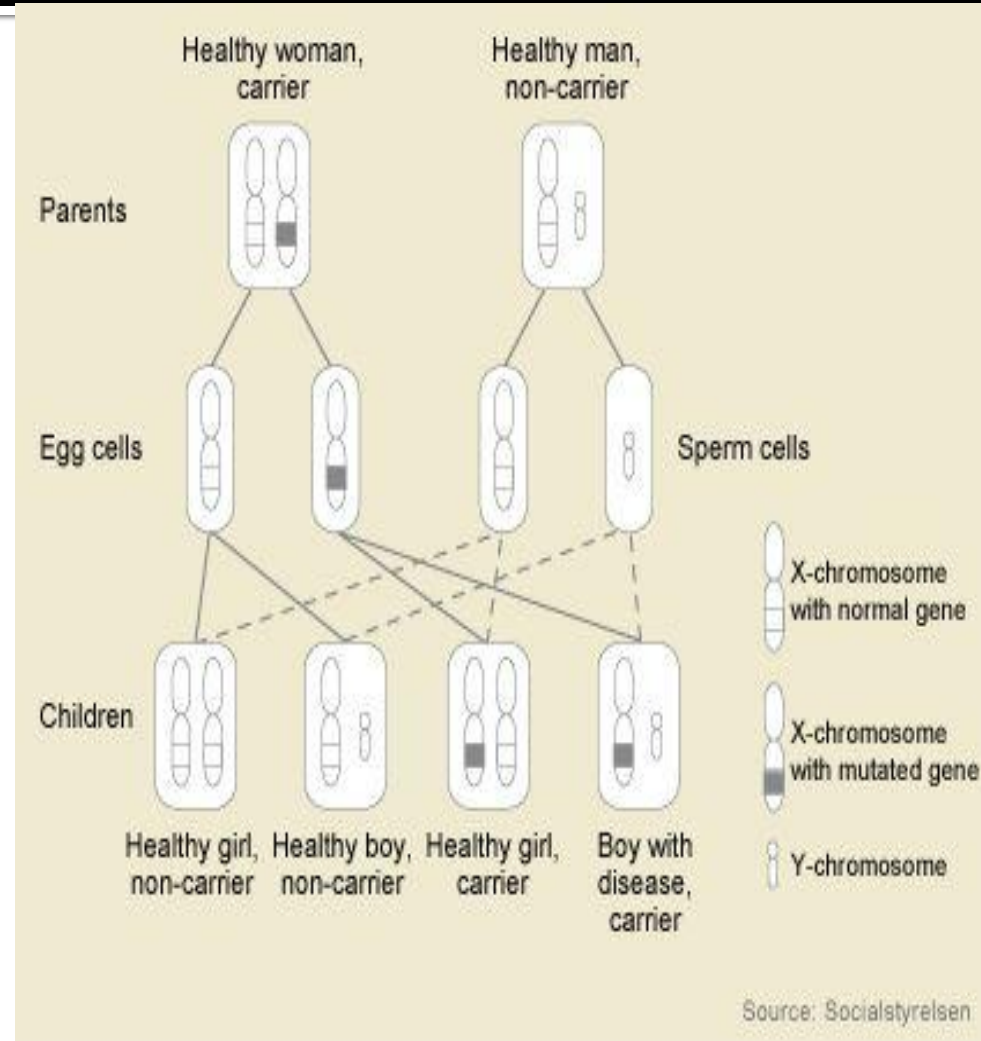 Healthy woman,
carrier
Healthy man,
non-carrier
Parents
Egg cells
Sperm cells
X-chromosome
with normal gene
Children
X-chromosome
with mutated gene
Y-chromosome
Healthy girl,
non-carrier
Healthy boy,
non-carrier
Healthy girl,
carrier
Boy with
disease,
carrier
Source: Socialstyrelsen